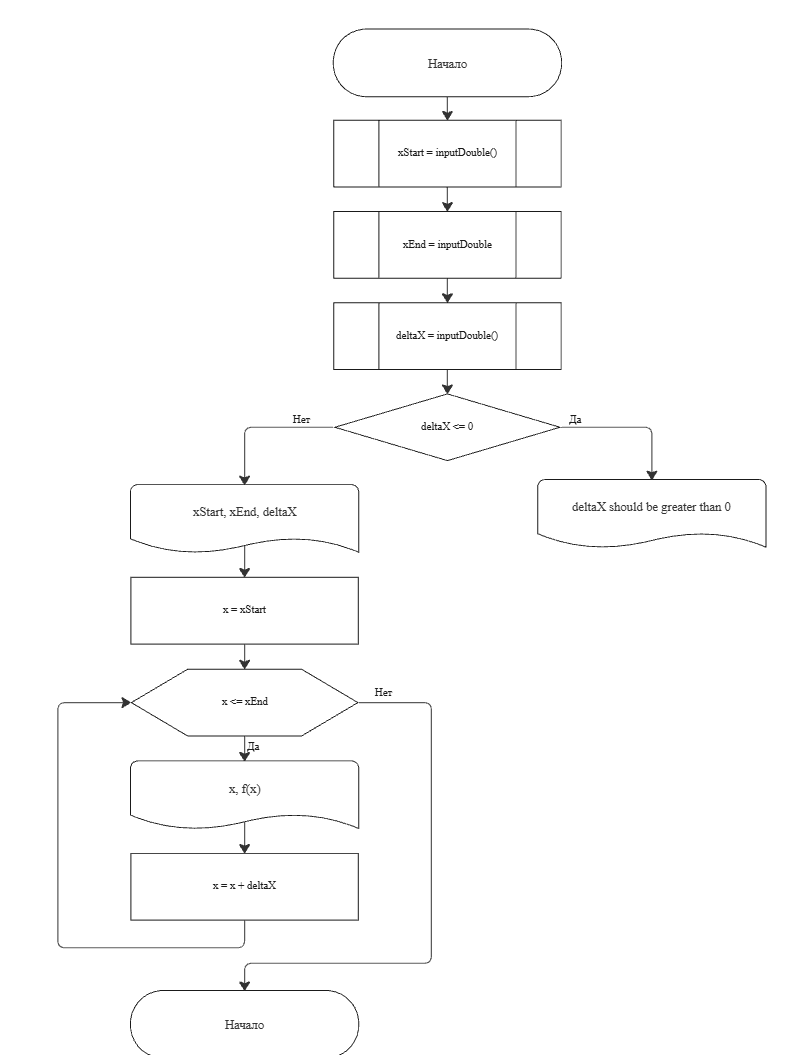 Начало
xStart = inputDouble()
xEnd = inputDouble
deltaX = inputDouble()
Нет
deltaX <= 0
Да
xStart, xEnd, deltaX
deltaX should be greater than 0
x = xStart
x <= xEnd
Нет
Да
x, f(x)
x = x + deltaX
Начало